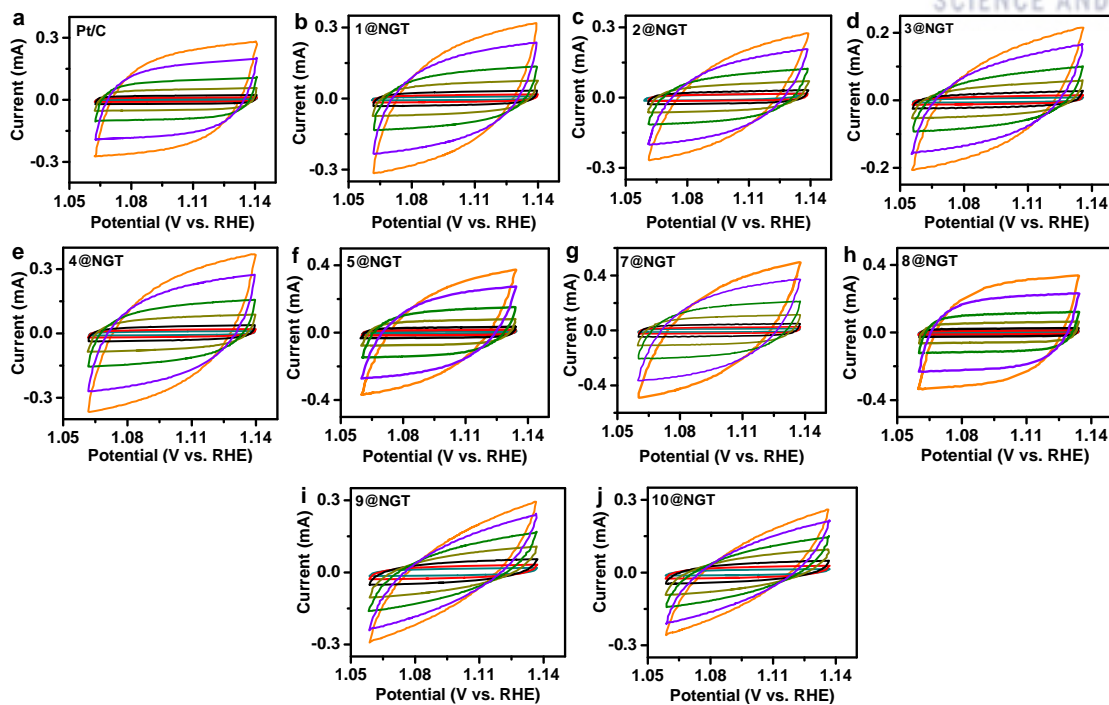 SCIENCE AND
a
Pt/C
0.3
0.0
-0.3
Current (mA)
1.05 1.08 1.11 1.14
Potential (V vs. RHE)
b
1@NGT
0.3
0.0
-0.3
Current (mA)
1.05 1.08 1.11 1.14
Potential (V vs. RHE)
c
2@NGT
0.3
0.0
-0.3
Current (mA)
1.05 1.08 1.11 1.14
Potential (V vs. RHE)
d
3@NGT
0.2
0.0
-0.2
Current (mA)
1.05 1.08 1.11 1.14
Potential (V vs. RHE)
e
4@NGT
0.3
0.0
-0.3
Current (mA)
1.05 1.08 1.11 1.14
Potential (V vs. RHE)
f
5@NGT
0.4
0.0
-0.4
Current (mA)
1.05 1.08 1.11 1.14
Potential (V vs. RHE)
g
7@NGT
0.4
0.0
-0.4
Current (mA)
1.05 1.08 1.11 1.14
Potential (V vs. RHE)
h
8@NGT
0.4
0.0
-0.4
Current (mA)
1.05 1.08 1.11 1.14
Potential (V vs. RHE)
i
9@NGT
0.3
0.0
-0.3
Current (mA)
1.05 1.08 1.11 1.14
Potential (V vs. RHE)
j
10@NGT
0.3
0.0
-0.3
Current (mA)
1.05 1.08 1.11 1.14
Potential (V vs. RHE)